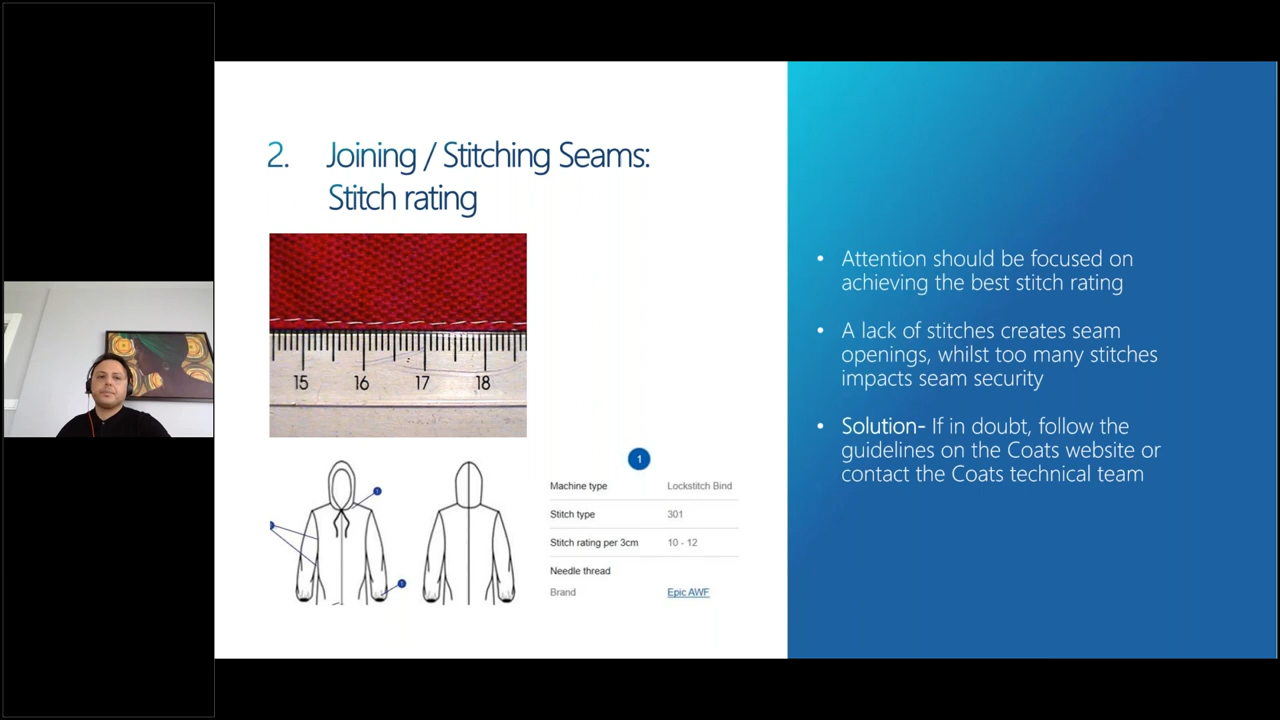 2. Joining / Stitching Seams:
Stitch rating
15 16 17 18
1
Machine type Lockstitch Bind
Stitch type 301
Stitch rating per 3cm 10 - 12
Needle thread
Brand Epic AWF
• Attention should be focused on
achieving the best stitch rating
• A lack of stitches creates seam
openings, whilst too many stitches
impacts seam security
• Solution- If in doubt, follow the
guidelines on the Coats website or
contact the Coats technical team